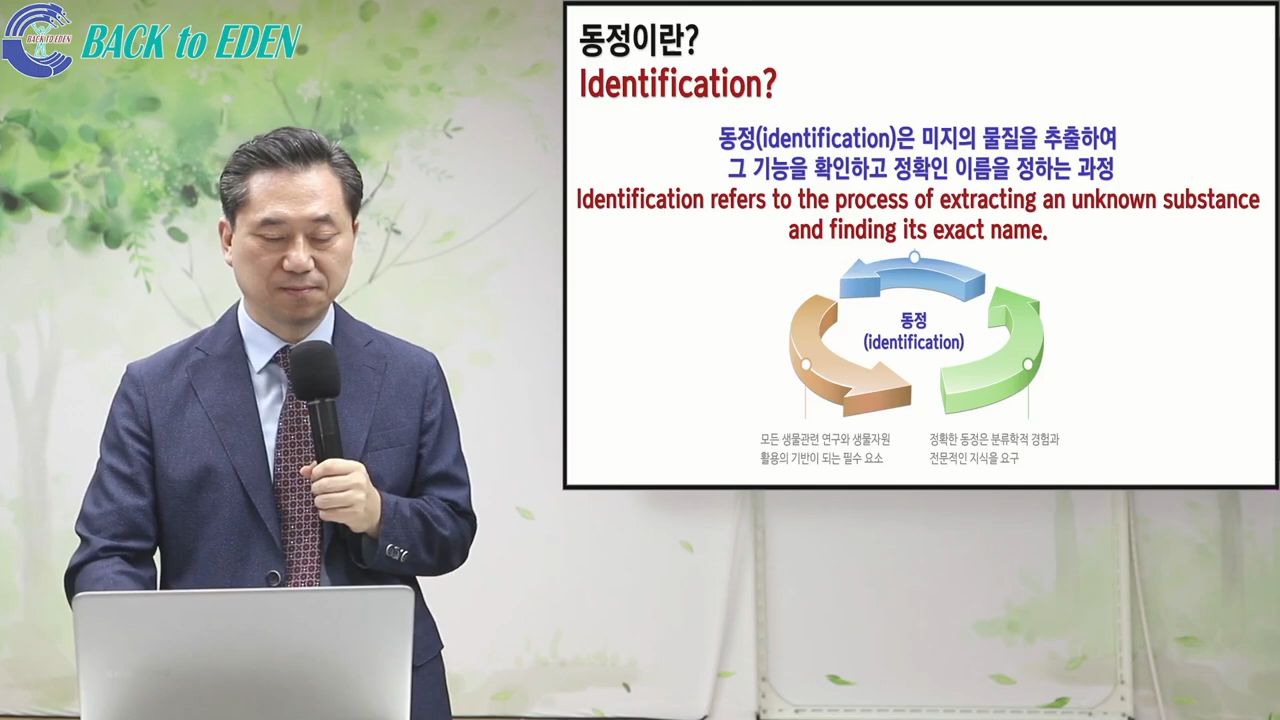 BACK TO EDEN
BACK to EDEN
동정이란?
Identification?
동정(identification)은 미지의 물질을 추출하여
그 기능을 확인하고 정확인 이름을 정하는 과정
Identification refers to the process of extracting an unknown substance
and finding its exact name.
동정
(identification)
모든 생물관련 연구와 생물자원
활용의 기반이 되는 필수 요소
정확한 동정은 분류학적 경험과
전문적인 지식을 요구